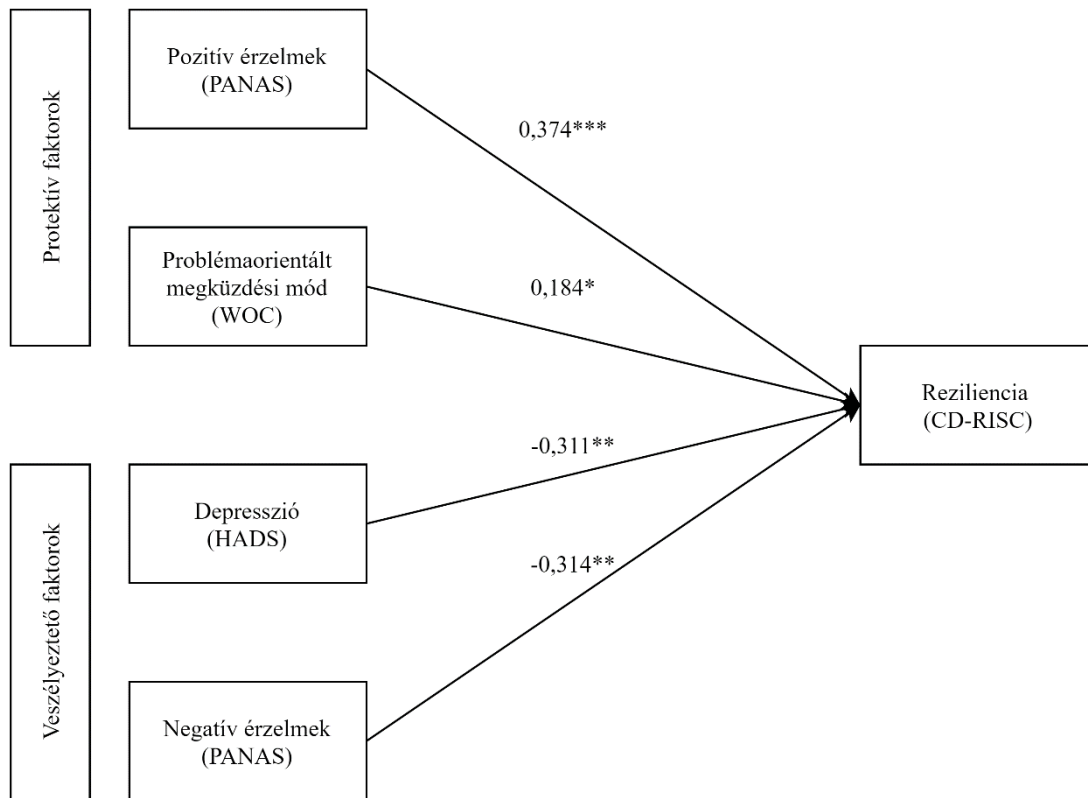 Protektív faktorok
Pozitív érzelmek
(PANAS)
0,374***
Problémaorientált
megküzdési mód
(WOC)
0,184*
Reziliencia
(CD-RISC)
Veszélyeztető faktorok
Depresszió
(HADS)
-0,311**
Negatív érzelmek
(PANAS)
-0,314**